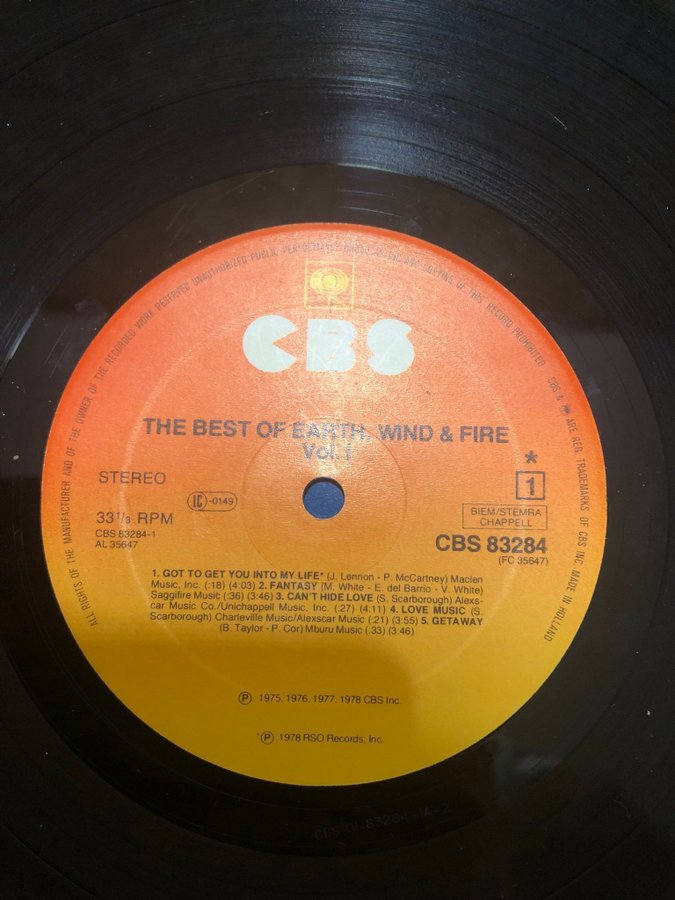 ALL RIGHTS OF THE MANUFACTURER AND OF THE OWNER OF THE RECORDED WORK RESERVED UNAUTHORIZED PUBLIC PERFORMANCE BROADCASTING AND COPYING OF THIS RECORD PROHIBITED CBS & ARE REG. TRADEMARKS OF CBS INC. MADE IN HOLLAND
CBS
THE BEST OF EARTH, WIND & FIRE
Vol. I
STEREO
IC -0149
*
1
33⅓ RPM
BIEM/STEMRA
CHAPPELL
CBS 83284-1
AL 35647
CBS 83284
(FC 35647)
1. GOT TO GET YOU INTO MY LIFE* (J. Lennon - P. McCartney) Maclen
Music, Inc. (:18) (4:03) 2. FANTASY (M. White - E. del Barrio - V. White)
Saggifire Music (:36) (3:46) 3. CAN'T HIDE LOVE (S. Scarborough) Alexs-
car Music Co./Unichappell Music, Inc. (:27) (4:11) 4. LOVE MUSIC (S.
Scarborough) Charleville Music/Alexscar Music (:21) (3:55) 5. GETAWAY
(B. Taylor - P. Cor) Mburu Music (:33) (3:46)
Ⓟ 1975, 1976, 1977, 1978 CBS Inc.
*Ⓟ 1978 RSO Records, Inc.